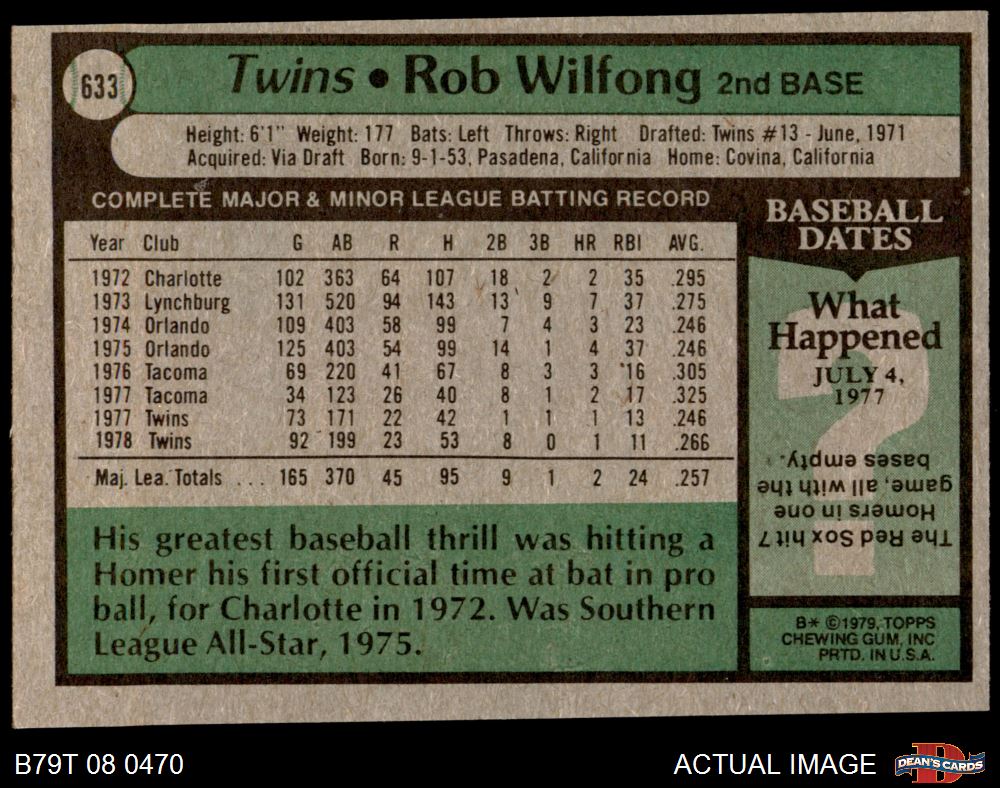 633
Twins • Rob Wilfong 2nd BASE
Height: 6'1" Weight: 177 Bats: Left Throws: Right Drafted: Twins #13 - June, 1971
Acquired: Via Draft Born: 9-1-53, Pasadena, California Home: Covina, California
COMPLETE MAJOR & MINOR LEAGUE BATTING RECORD
Year Club G AB R H 2B 3B HR RBI AVG.
1972 Charlotte 102 363 64 107 18 2 2 35 .295
1973 Lynchburg 131 520 94 143 13 9 7 37 .275
1974 Orlando 109 403 58 99 7 4 3 23 .246
1975 Orlando 125 403 54 99 14 1 4 37 .246
1976 Tacoma 69 220 41 67 8 3 3 16 .305
1977 Tacoma 34 123 26 40 8 1 2 17 .325
1977 Twins 73 171 22 42 1 1 1 13 .246
1978 Twins 92 199 23 53 8 0 1 11 .266
Maj. Lea. Totals ... 165 370 45 95 9 1 2 24 .257
His greatest baseball thrill was hitting a
Homer his first official time at bat in pro
ball, for Charlotte in 1972. Was Southern
League All-Star, 1975.
BASEBALL
DATES
What
Happened
JULY 4,
1977
?
The Red Sox hit 7
Homers in one
game, all with the
bases empty.
B* ©1979, TOPPS
CHEWING GUM, INC
PRTD. IN U.S.A.
B79T 08 0470
ACTUAL IMAGE
D
DEAN'S CARDS